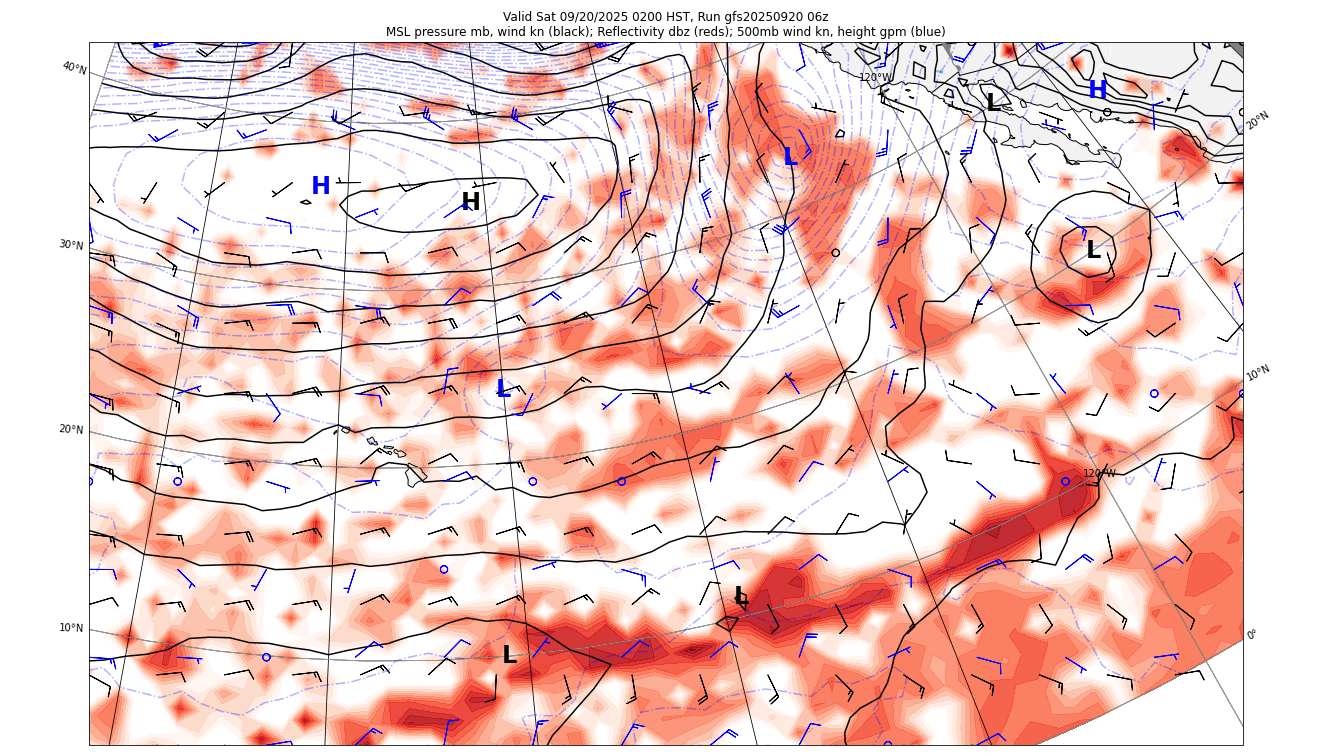 Valid Sat 09/20/2025 0200 HST, Run gfs20250920 06z
MSL pressure mb, wind kn (black); Reflectivity dbz (reds); 500mb wind kn, height gpm (blue)
40°N
120°W
H
L
20°N
L
H
H
30°N
L
10°N
L
20°N
120°W
L
10°N
0°
L